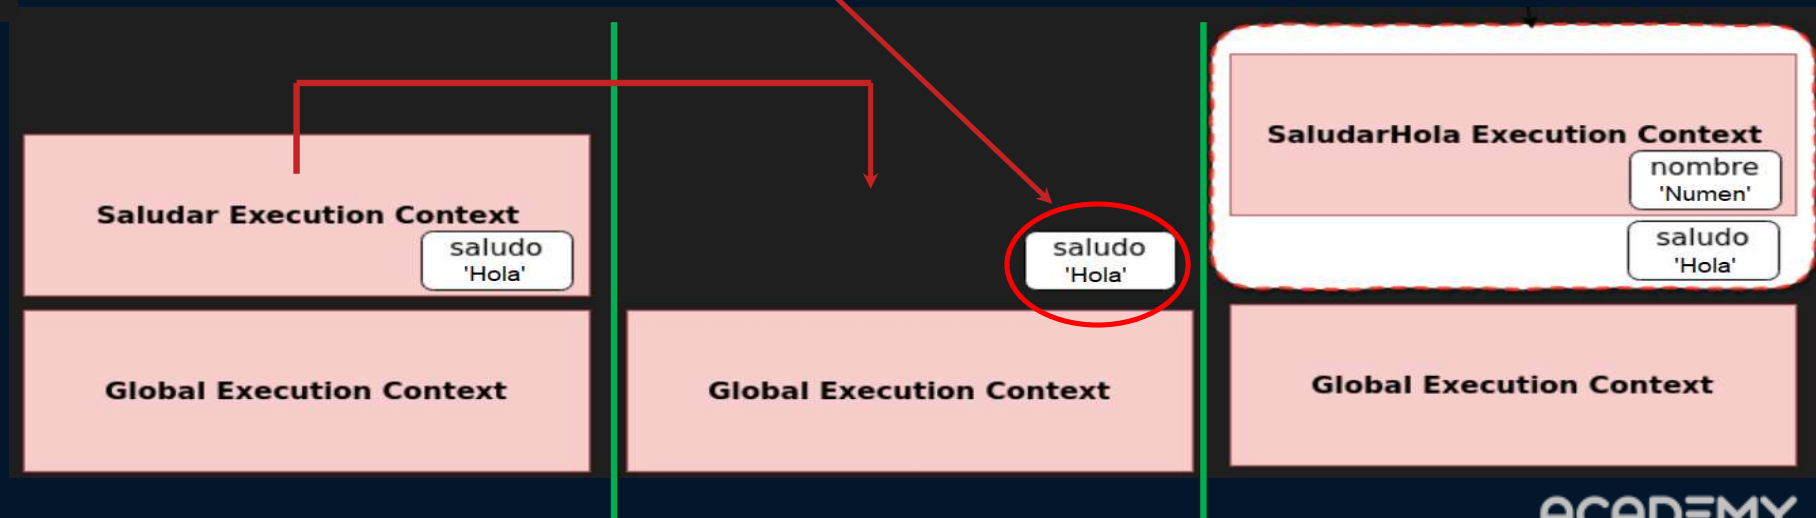 Saludar Execution Context
saludo
'Hola'
Global Execution Context
saludo
'Hola'
Global Execution Context
SaludarHola Execution Context
nombre
'Numen'
saludo
'Hola'
Global Execution Context
ACADEMY